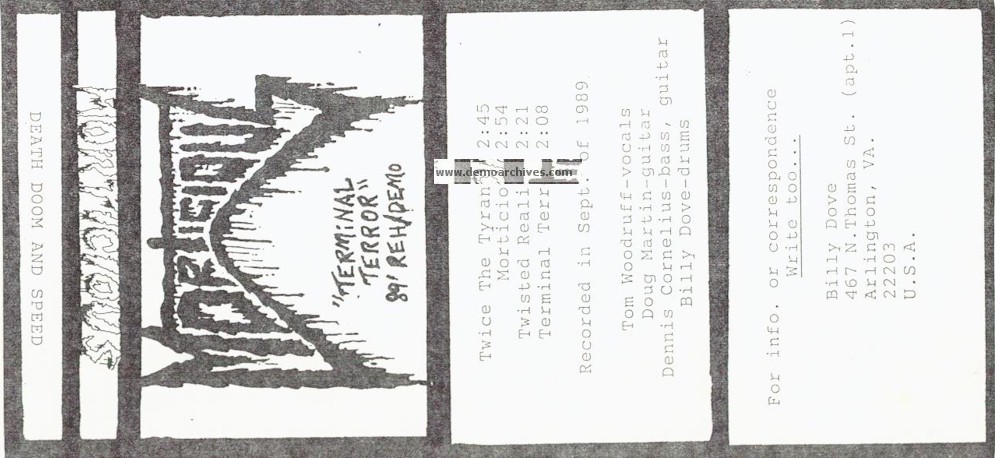 DEATH DOOM AND SPEED
MORTICIOUS
"TERMINAL
TERROR"
89' REH/DEMO
Twice The Tyran 2:45
Morticio 2:54
Twisted Reali 2:21
Terminal Terr 2:08
Recorded in Sept. of 1989
Tom Woodruff-vocals
Doug Martin-guitar
Dennis Cornelius-bass, guitar
Billy Dove-drums
www.demoarchives.com
For info. or correspondence
Write too...
Billy Dove
467 N.Thomas St. (apt.1)
Arlington, VA.
22203
U.S.A.